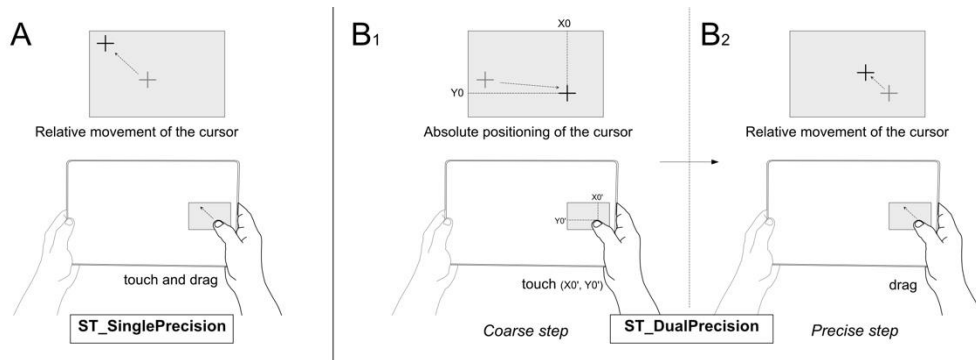 A
Relative movement of the cursor
touch and drag
ST_SinglePrecision
B1
X0
Y0
Absolute positioning of the cursor
X0'
Y0'
touch (X0', Y0')
Coarse step
ST_DualPrecision
B2
Relative movement of the cursor
drag
Precise step